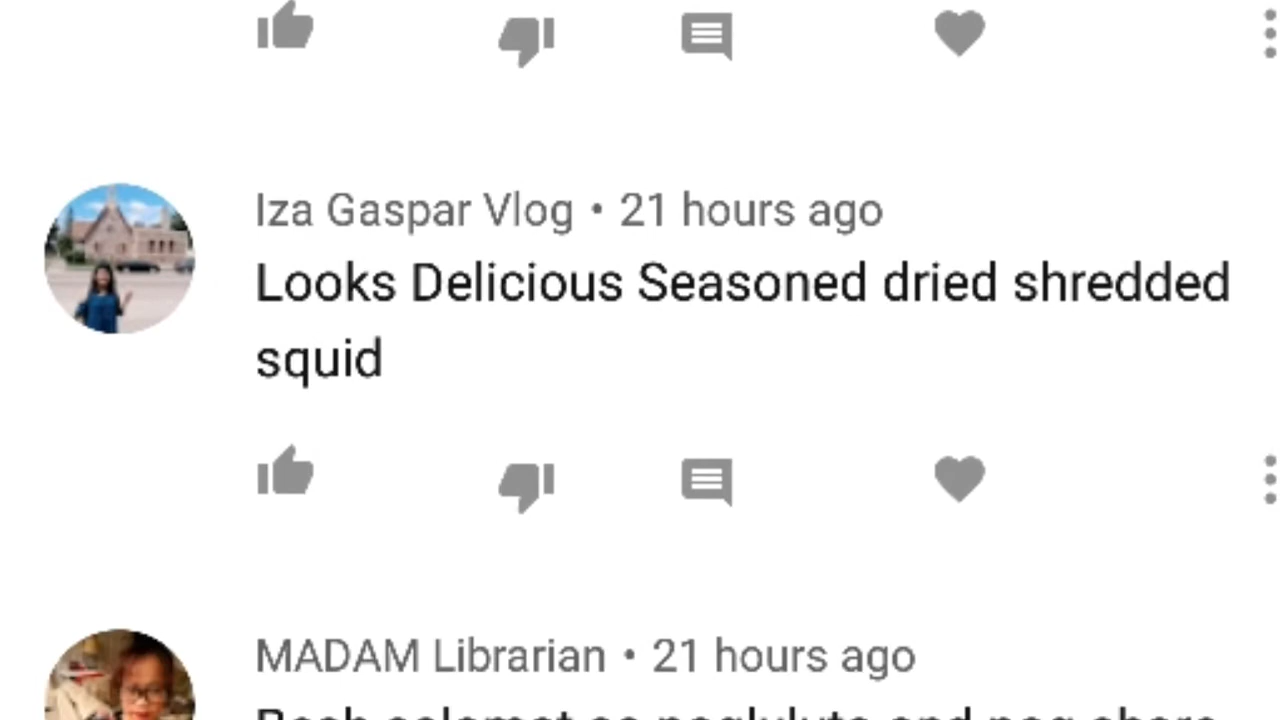 Iza Gaspar Vlog • 21 hours ago
Looks Delicious Seasoned dried shredded
squid
MADAM Librarian • 21 hours ago